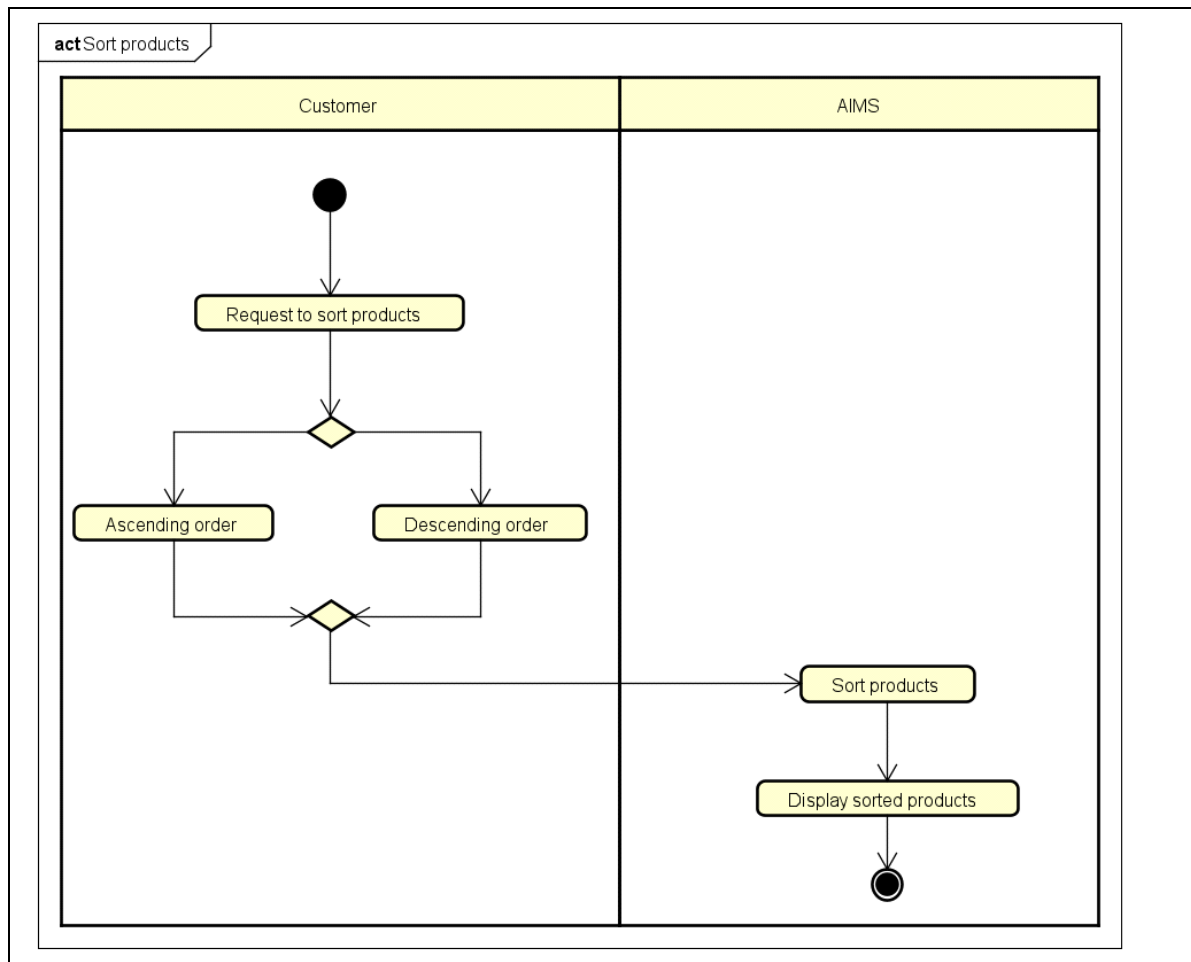 act Sort products
Customer
AIMS
Request to sort products
Ascending order
Descending order
Sort products
Display sorted products